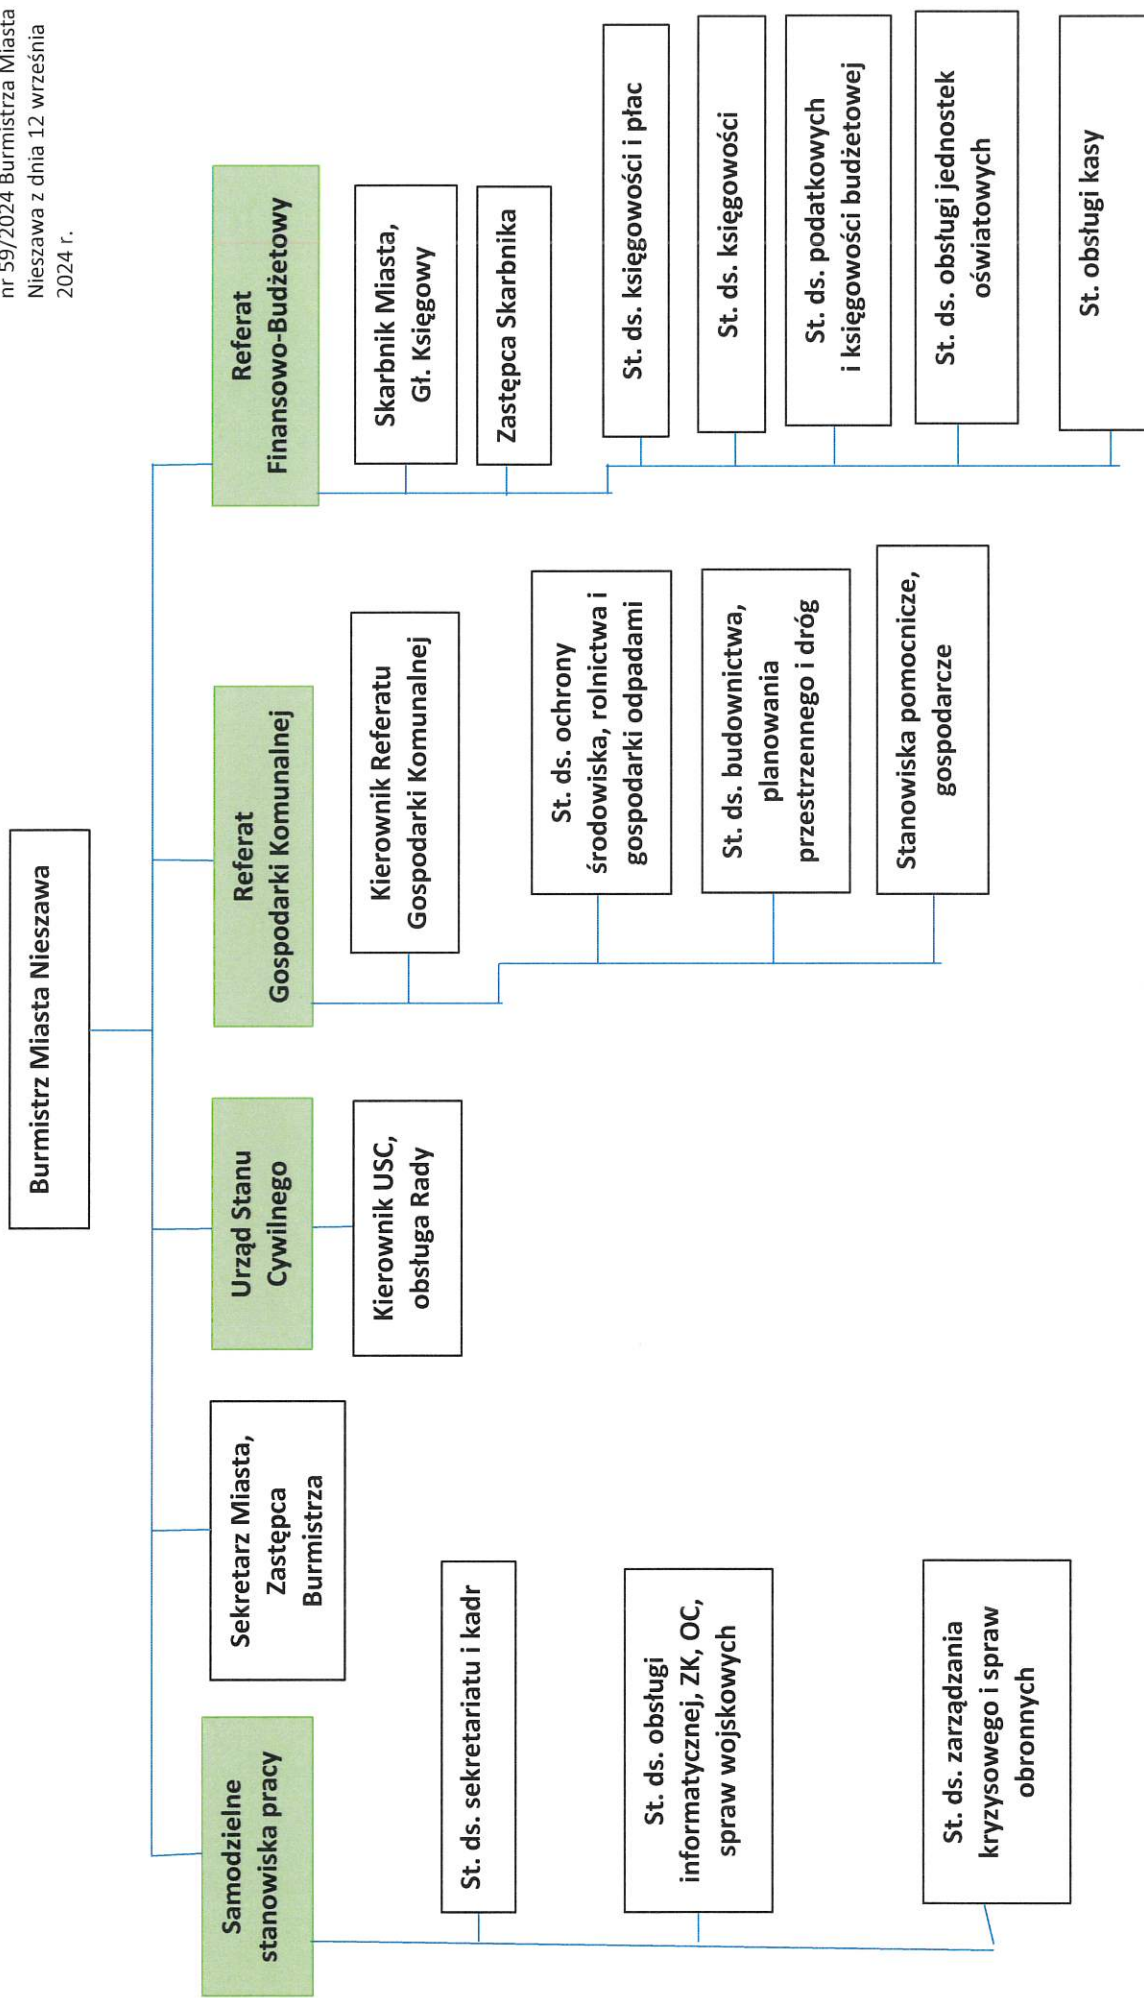 nr 59/2024 Burmistrza Miasta
Nieszawa z dnia 12 września
2024 r.
Burmistrz Miasta Nieszawa
Samodzielne
stanowiska pracy
St. ds. sekretariatu i kadr
St. ds. obsługi
informatycznej, ZK, OC,
spraw wojskowych
St. ds. zarządzania
kryzysowego i spraw
obronnych
Sekretarz Miasta,
Zastępca
Burmistrza
Urząd Stanu
Cywilnego
Kierownik USC,
obsługa Rady
Referat
Gospodarki Komunalnej
Kierownik Referatu
Gospodarki Komunalnej
St. ds. ochrony
środowiska, rolnictwa i
gospodarki odpadami
St. ds. budownictwa,
planowania
przestrzennego i dróg
Stanowiska pomocnicze,
gospodarcze
Referat
Finansowo-Budżetowy
Skarbnik Miasta,
Gł. Księgowy
Zastępca Skarbnika
St. ds. księgowości i płac
St. ds. księgowości
St. ds. podatkowych
i księgowości budżetowej
St. ds. obsługi jednostek
oświatowych
St. obsługi kasy